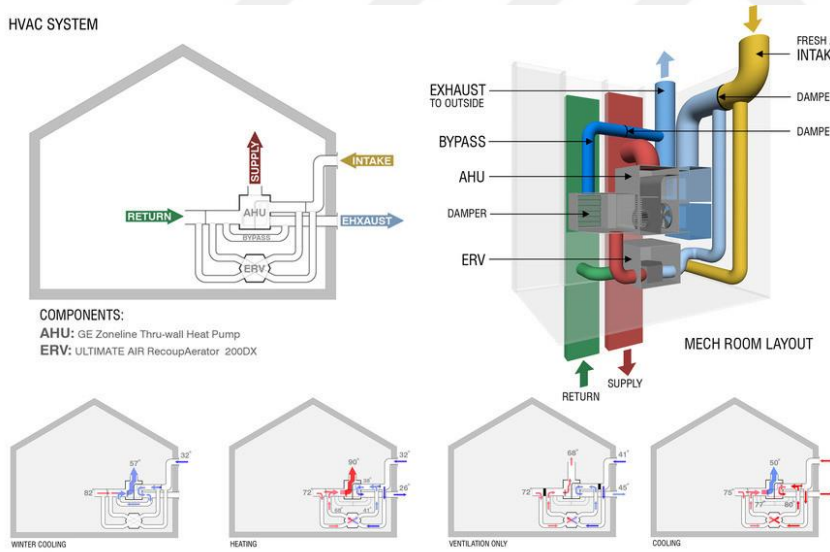 HVAC SYSTEM
SUPPLY
INTAKE
RETURN
AHU
EHXAUST
BYPASS
ERV
COMPONENTS:
AHU: GE Zoneline Thru-wall Heat Pump
ERV: ULTIMATE AIR RecoupAerator 200DX
FRESH
INTAK
EXHAUST
TO OUTSIDE
DAMPE
DAMPE
BYPASS
AHU
DAMPER
ERV
MECH ROOM LAYOUT
SUPPLY
RETURN
57°
32°
82°
WINTER COOLING
90°
32°
38°
72°
26°
41°
HEATING
68°
41°
72°
45°
VENTILATION ONLY
50°
75°
77°
80°
COOLING